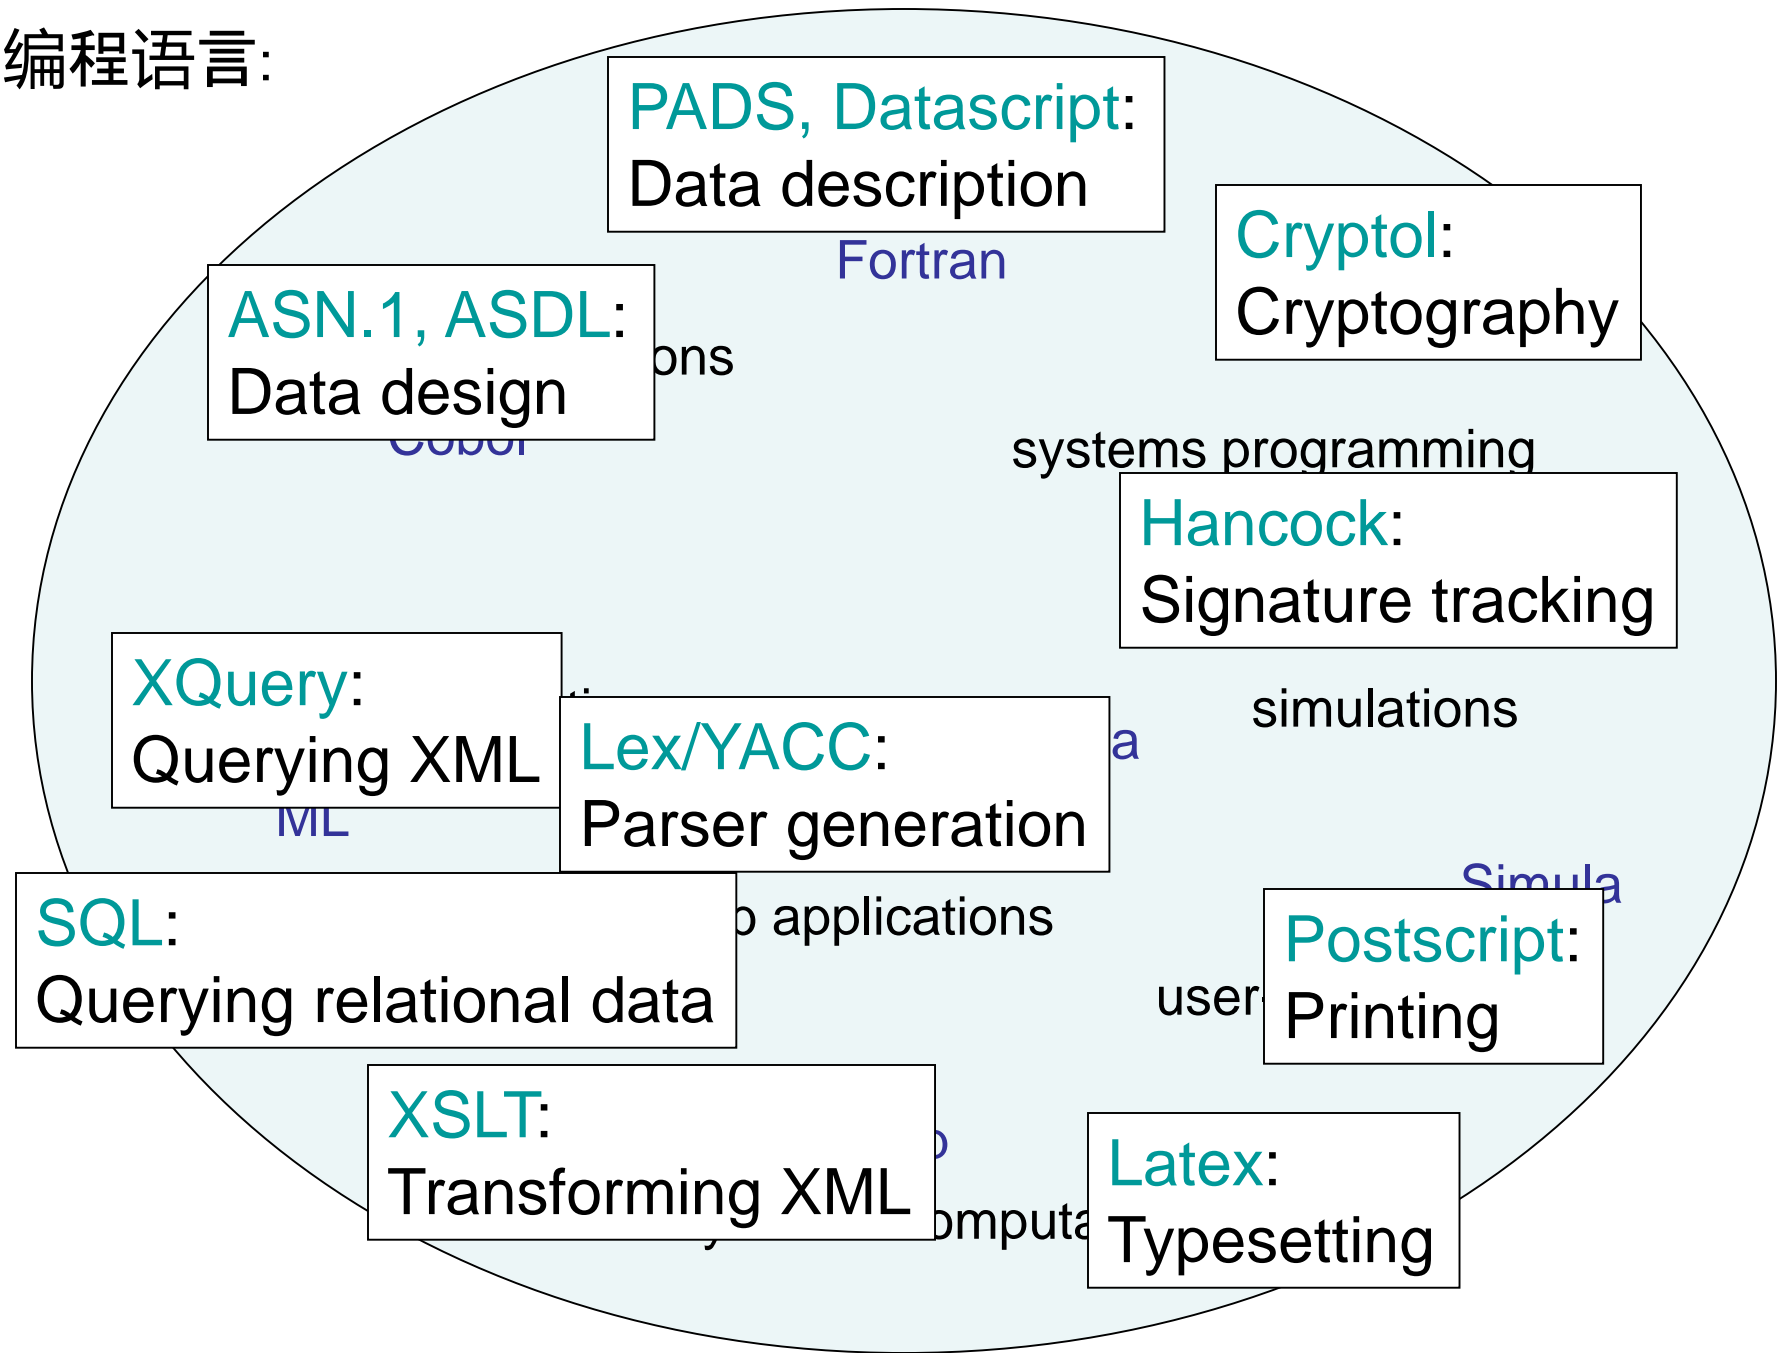 编程语言:
PADS, Datascript:
Data description
Cryptol:
Cryptography
Fortran
ASN.1, ASDL:
Data design
Cobol
systems programming
Hancock:
Signature tracking
XQuery:
Querying XML
simulations
Lex/YACC:
Parser generation
ML
Simula
SQL:
Querying relational data
applications
Postscript:
Printing
XSLT:
Transforming XML
Latex:
Typesetting